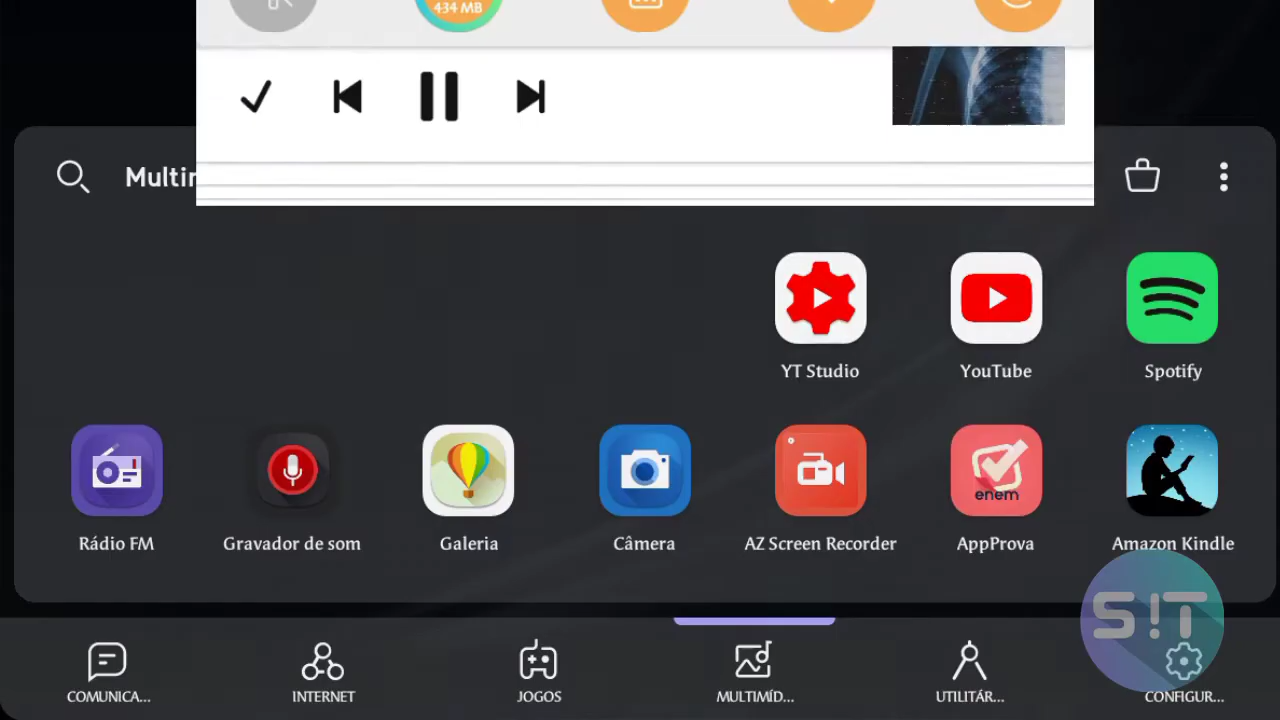 434 MB
Multir
YT Studio
YouTube
Spotify
enem
Rádio FM
Gravador de som
Galeria
Câmera
AZ Screen Recorder
AppProva
Amazon Kindle
S!T
COMUNICA...
INTERNET
JOGOS
MULTIMÍD...
UTILITÁR...
CONFIGUR...